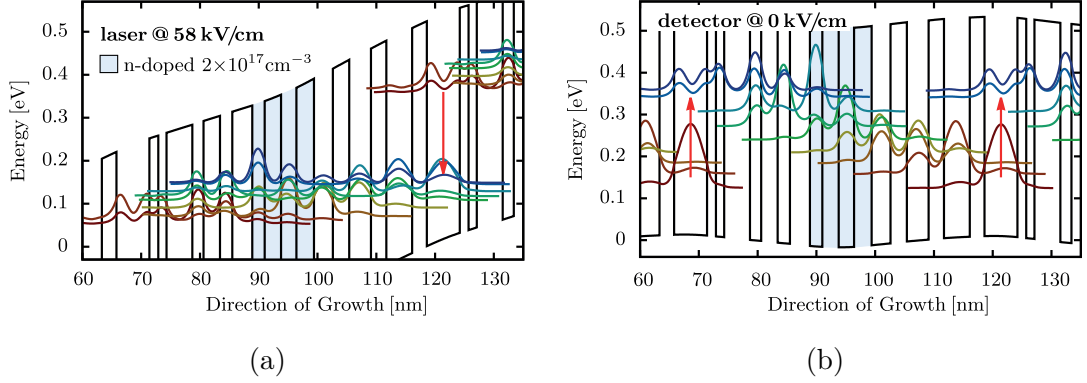 laser @ 58 kV/cm
n-doped 2×10¹⁷cm⁻³
0.5
0.4
0.3
0.2
0.1
0
Energy [eV]
60 70 80 90 100 110 120 130
Direction of Growth [nm]
(a)
detector @ 0 kV/cm
0.5
0.4
0.3
0.2
0.1
0
Energy [eV]
60 70 80 90 100 110 120 130
Direction of Growth [nm]
(b)